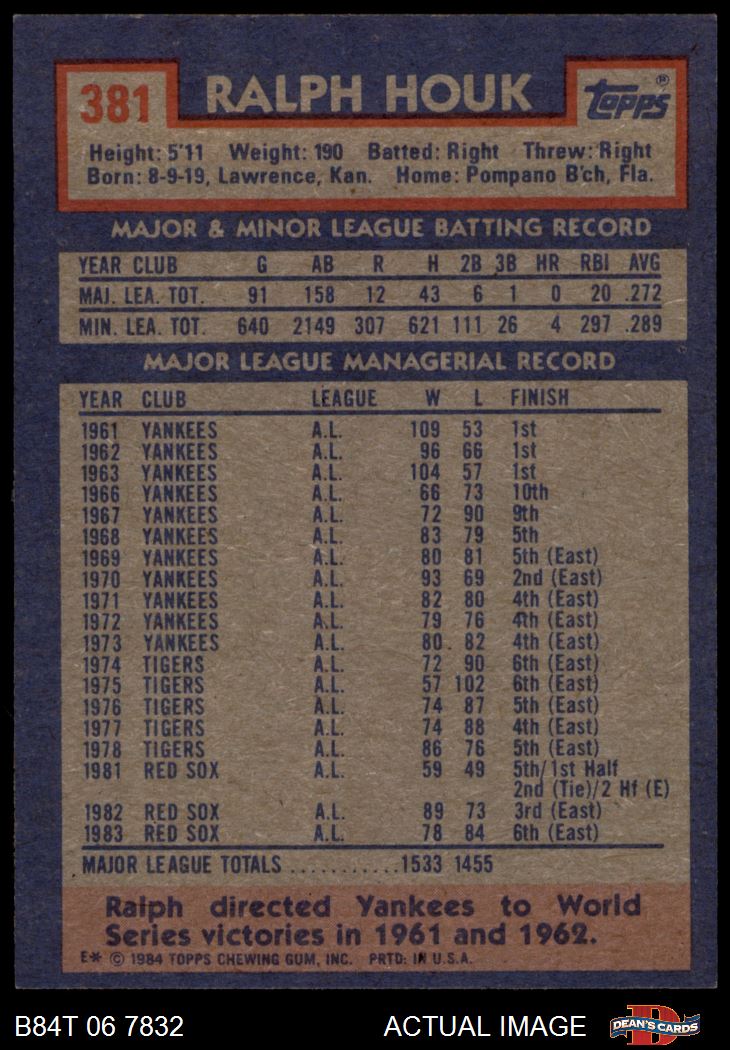 381 RALPH HOUK topps®
Height: 5'11 Weight: 190 Batted: Right Threw: Right
Born: 8-9-19, Lawrence, Kan. Home: Pompano B'ch, Fla.
MAJOR & MINOR LEAGUE BATTING RECORD
YEAR CLUB G AB R H 2B 3B HR RBI AVG
MAJ. LEA. TOT. 91 158 12 43 6 1 0 20 .272
MIN. LEA. TOT. 640 2149 307 621 111 26 4 297 .289
MAJOR LEAGUE MANAGERIAL RECORD
YEAR CLUB LEAGUE W L FINISH
1961 YANKEES A.L. 109 53 1st
1962 YANKEES A.L. 96 66 1st
1963 YANKEES A.L. 104 57 1st
1966 YANKEES A.L. 66 73 10th
1967 YANKEES A.L. 72 90 9th
1968 YANKEES A.L. 83 79 5th
1969 YANKEES A.L. 80 81 5th (East)
1970 YANKEES A.L. 93 69 2nd (East)
1971 YANKEES A.L. 82 80 4th (East)
1972 YANKEES A.L. 79 76 4th (East)
1973 YANKEES A.L. 80 82 4th (East)
1974 TIGERS A.L. 72 90 6th (East)
1975 TIGERS A.L. 57 102 6th (East)
1976 TIGERS A.L. 74 87 5th (East)
1977 TIGERS A.L. 74 88 4th (East)
1978 TIGERS A.L. 86 76 5th (East)
1981 RED SOX A.L. 59 49 5th/1st Half
2nd (Tie)/2 Hf (E)
1982 RED SOX A.L. 89 73 3rd (East)
1983 RED SOX A.L. 78 84 6th (East)
MAJOR LEAGUE TOTALS ........... 1533 1455
Ralph directed Yankees to World
Series victories in 1961 and 1962.
E* © 1984 TOPPS CHEWING GUM, INC. PRTD: IN U.S.A.
B84T 06 7832 ACTUAL IMAGE DEAN'S CARDS